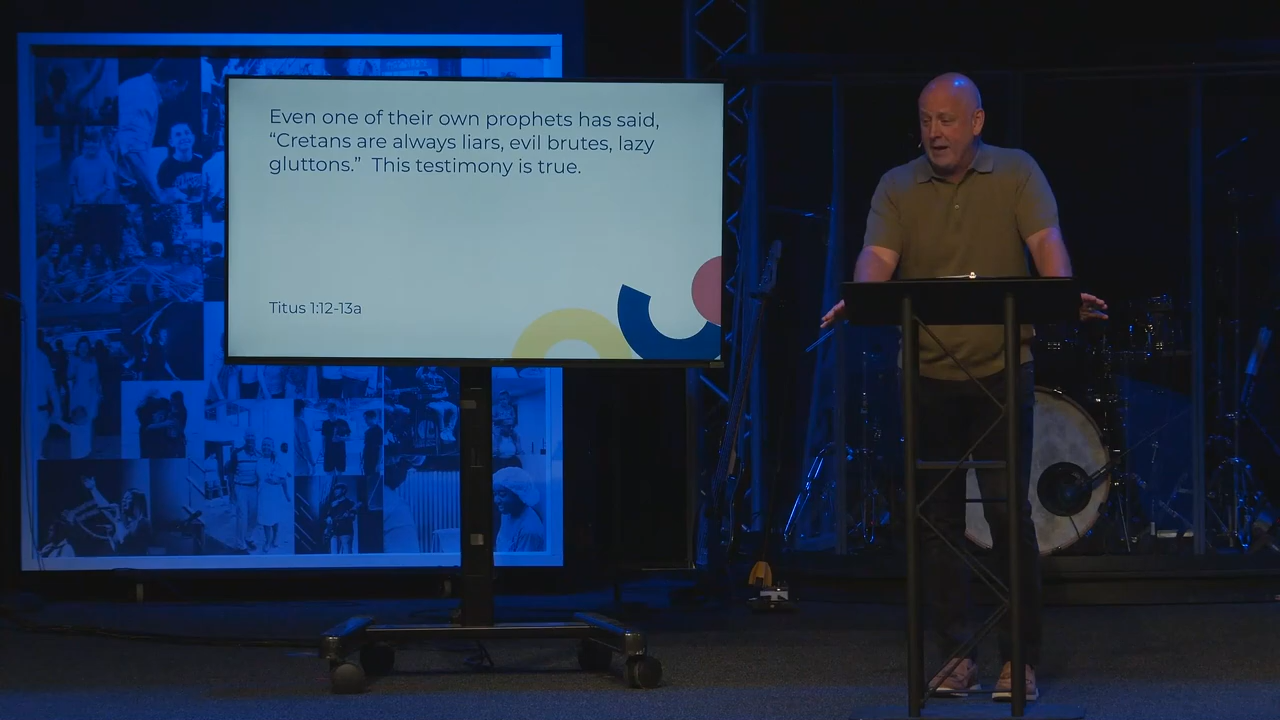 Even one of their own prophets has said,
“Cretans are always liars, evil brutes, lazy
gluttons.”  This testimony is true.
Titus 1:12-13a